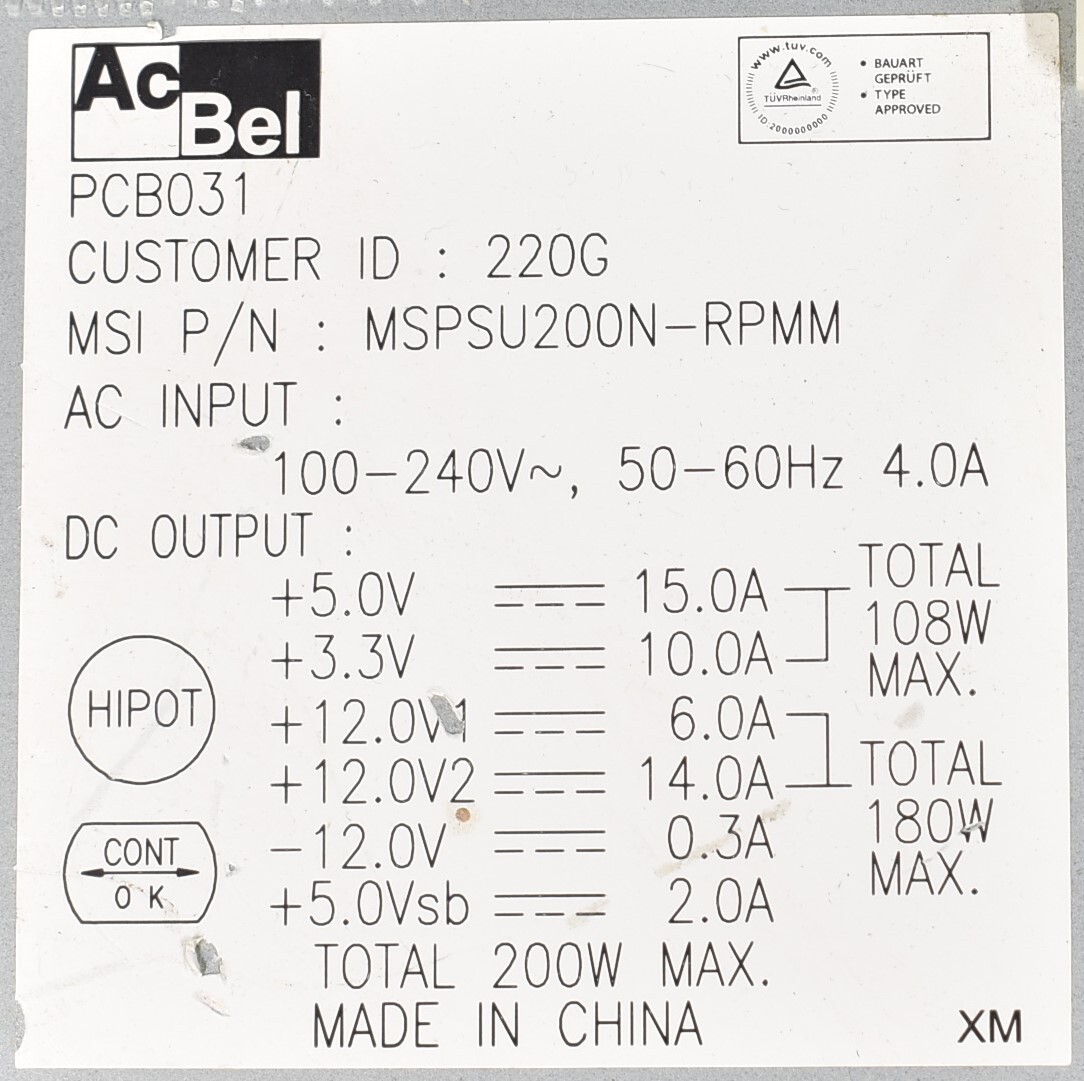 AcBel
www.tuv.com
TÜVRheinland®
ID:2000000000
• BAUART
GEPRÜFT
• TYPE
APPROVED
PCB031
CUSTOMER ID : 220G
MSI P/N : MSPSU200N-RPMM
AC INPUT :
100-240V~, 50-60Hz 4.0A
DC OUTPUT :
+5.0V 15.0A
+3.3V 10.0A
TOTAL
108W
MAX.
+12.0V1 6.0A
+12.0V2 14.0A
TOTAL
180W
MAX.
-12.0V 0.3A
+5.0Vsb 2.0A
HIPOT
CONT
O K
TOTAL 200W MAX.
MADE IN CHINA
XM